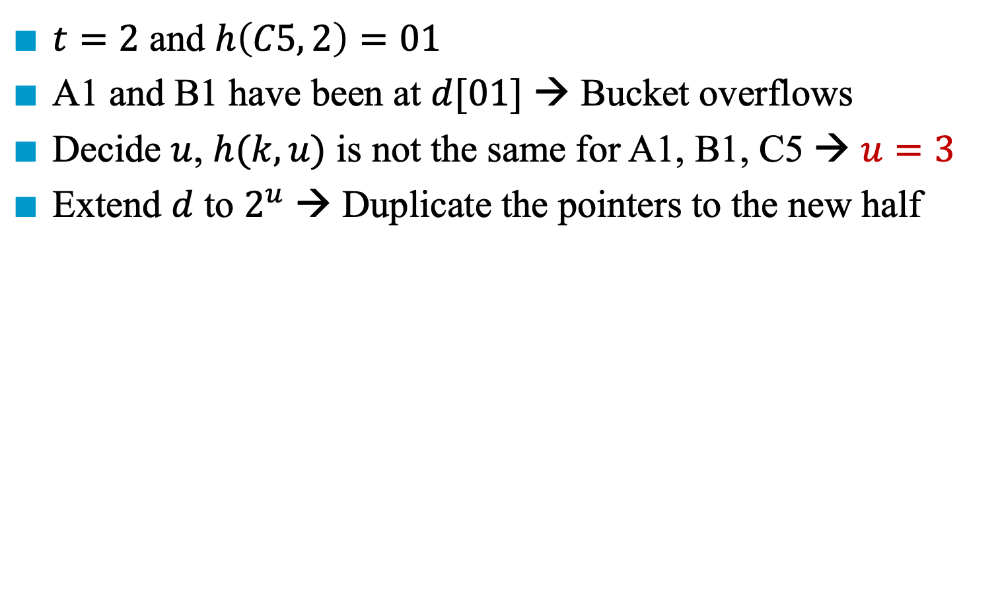 ■ t = 2 and h(C5, 2) = 01
■ A1 and B1 have been at d[01] → Bucket overflows
■ Decide u, h(k, u) is not the same for A1, B1, C5 → u = 3
■ Extend d to 2ᵘ → Duplicate the pointers to the new half